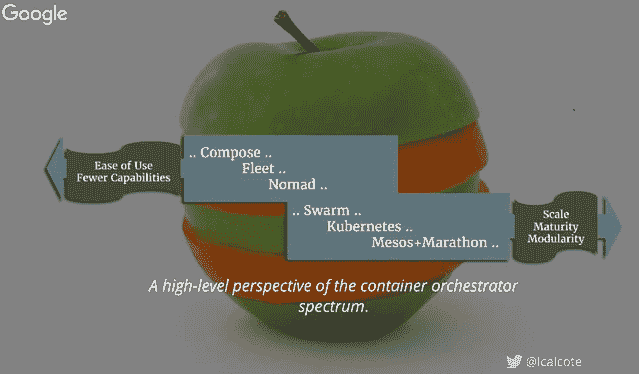 Google
Ease of Use
Fewer Capabilities
.. Compose ..
Fleet ..
Nomad ..
.. Swarm ..
Kubernetes ..
Mesos+Marathon ..
Scale
Maturity
Modularity
A high-level perspective of the container orchestrator
spectrum.
@lcalcote